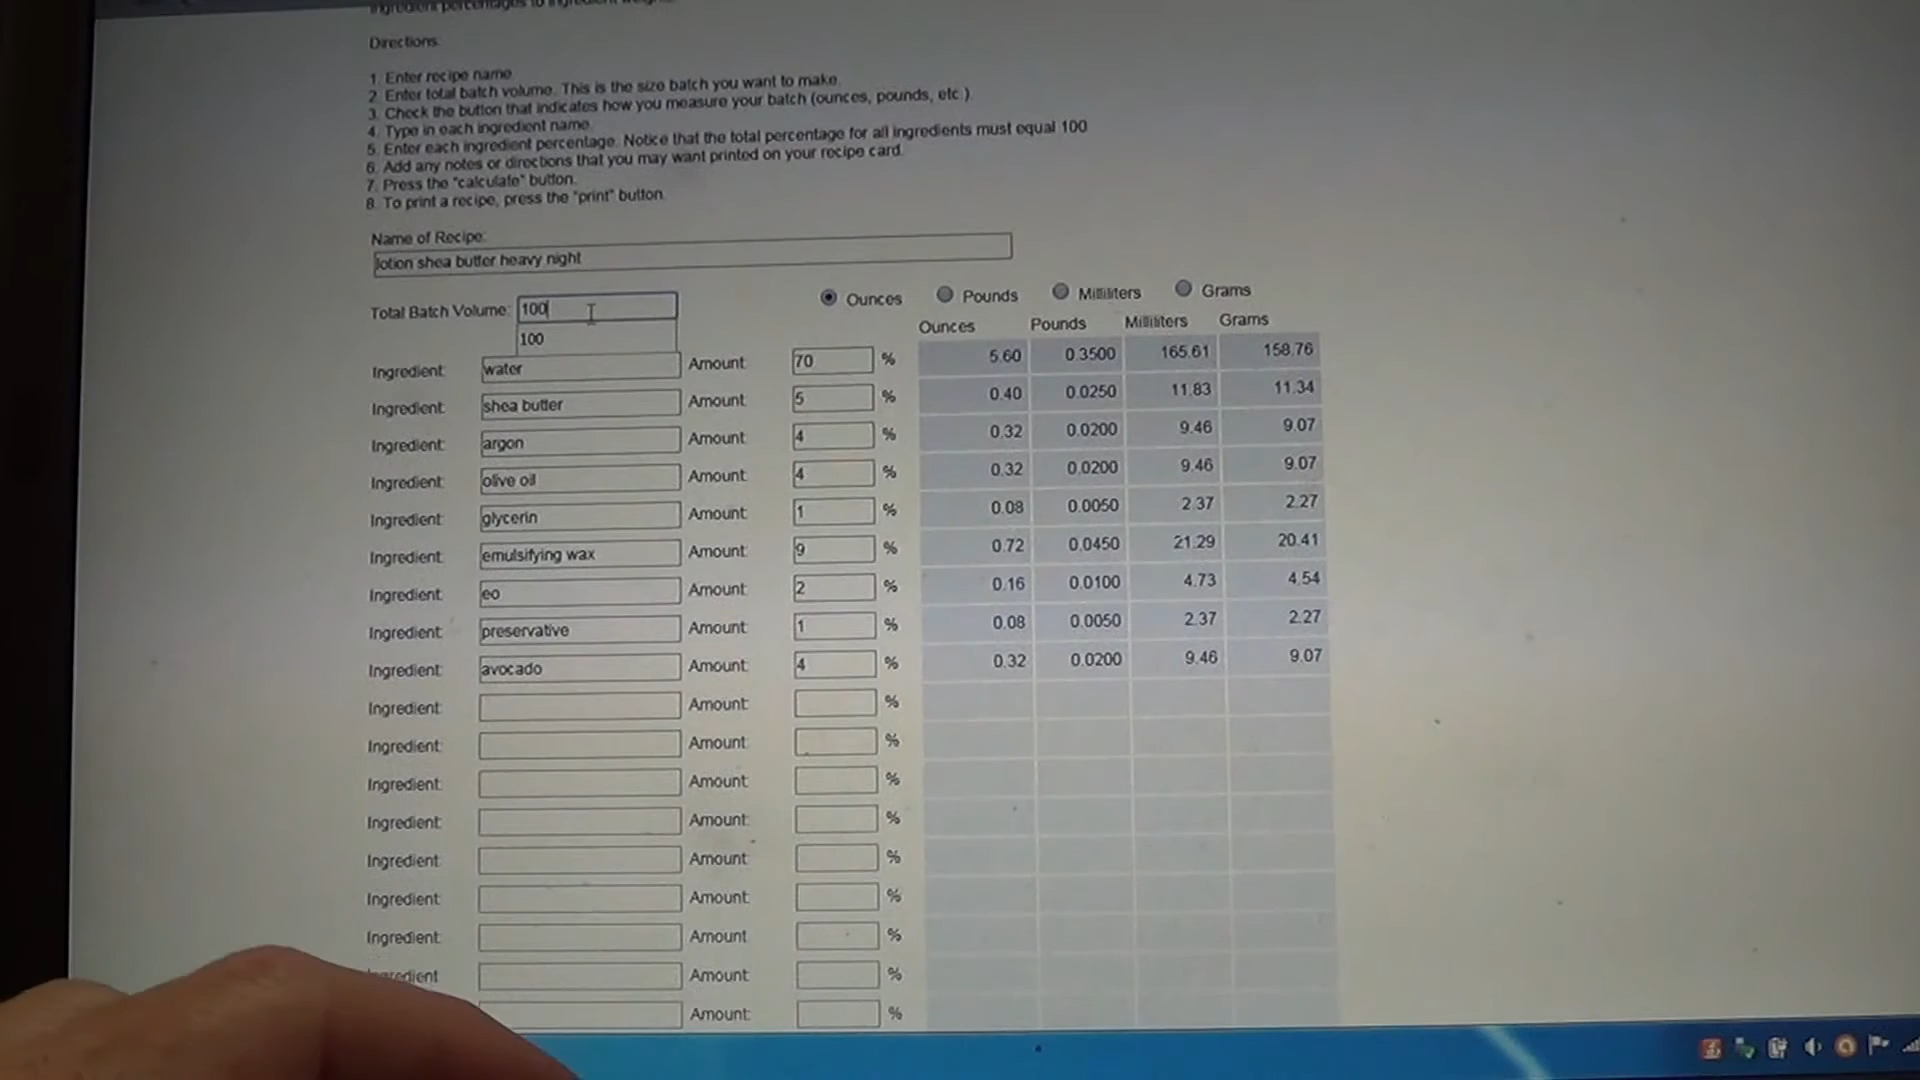 ingredient percentages to ingredient
Directions:
1. Enter recipe name.
2. Enter total batch volume. This is the size batch you want to make.
3. Check the button that indicates how you measure your batch (ounces, pounds, etc.)
4. Type in each ingredient name.
5. Enter each ingredient percentage. Notice that the total percentage for all ingredients must equal 100
6. Add any notes or directions that you may want printed on your recipe card.
7. Press the "calculate" button.
8. To print a recipe, press the "print" button.
Name of Recipe:
lotion shea butter heavy night
Total Batch Volume: 100 Ounces Pounds Milliliters Grams
100 Ounces Pounds Milliliters Grams
Ingredient: water Amount: 70 % 5.60 0.3500 165.61 158.76
Ingredient: shea butter Amount: 5 % 0.40 0.0250 11.83 11.34
Ingredient: argon Amount: 4 % 0.32 0.0200 9.46 9.07
Ingredient: olive oil Amount: 4 % 0.32 0.0200 9.46 9.07
Ingredient: glycerin Amount: 1 % 0.08 0.0050 2.37 2.27
Ingredient: emulsifying wax Amount: 9 % 0.72 0.0450 21.29 20.41
Ingredient: eo Amount: 2 % 0.16 0.0100 4.73 4.54
Ingredient: preservative Amount: 1 % 0.08 0.0050 2.37 2.27
Ingredient: avocado Amount: 4 % 0.32 0.0200 9.46 9.07
Ingredient: Amount: %
Ingredient: Amount: %
Ingredient: Amount: %
Ingredient: Amount: %
Ingredient: Amount: %
Ingredient: Amount: %
Ingredient: Amount: %
Ingredient Amount: %
Amount: %